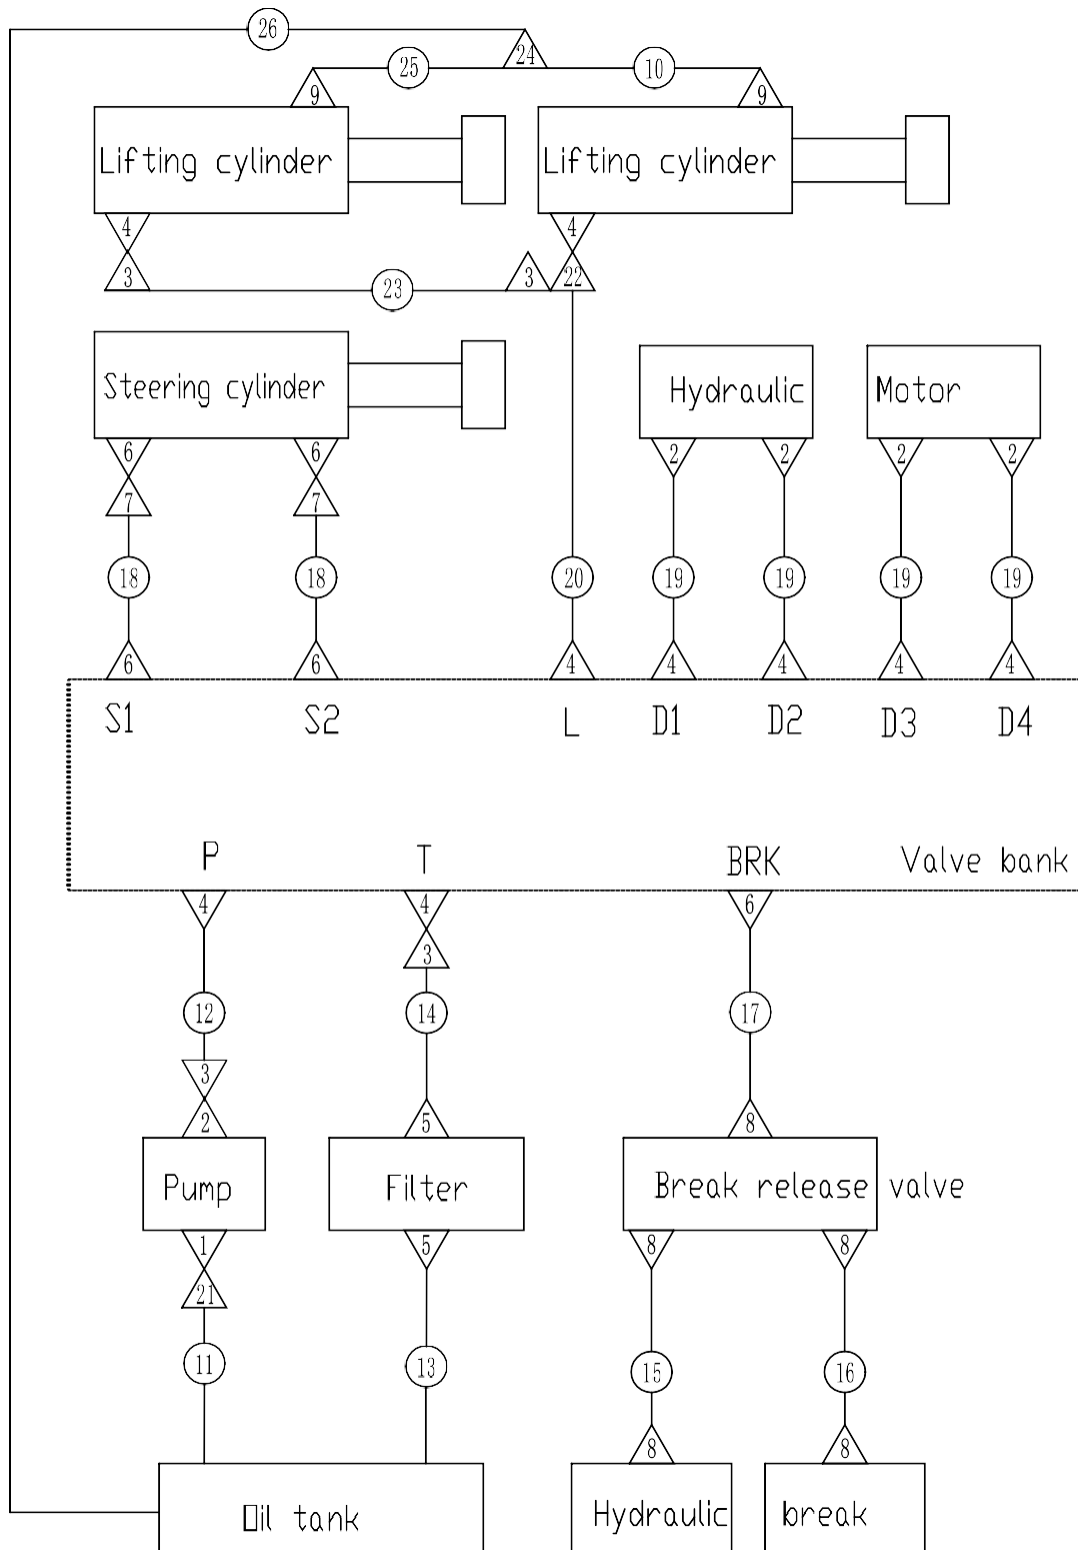 26
24
25 10
9 9
Lifting cylinder Lifting cylinder
4 4
3 23 3 22
Steering cylinder Hydraulic Motor
6 6 2 2 2 2
7 7
18 18 20 19 19 19 19
6 6 4 4 4 4 4
S1 S2 L D1 D2 D3 D4
P T BRK Valve bank
4 4 6
3
12 14 17
3
2 5 8
Pump Filter Break release valve
1 5 8 8
21
11 13 15 16
8 8
Oil tank Hydraulic break